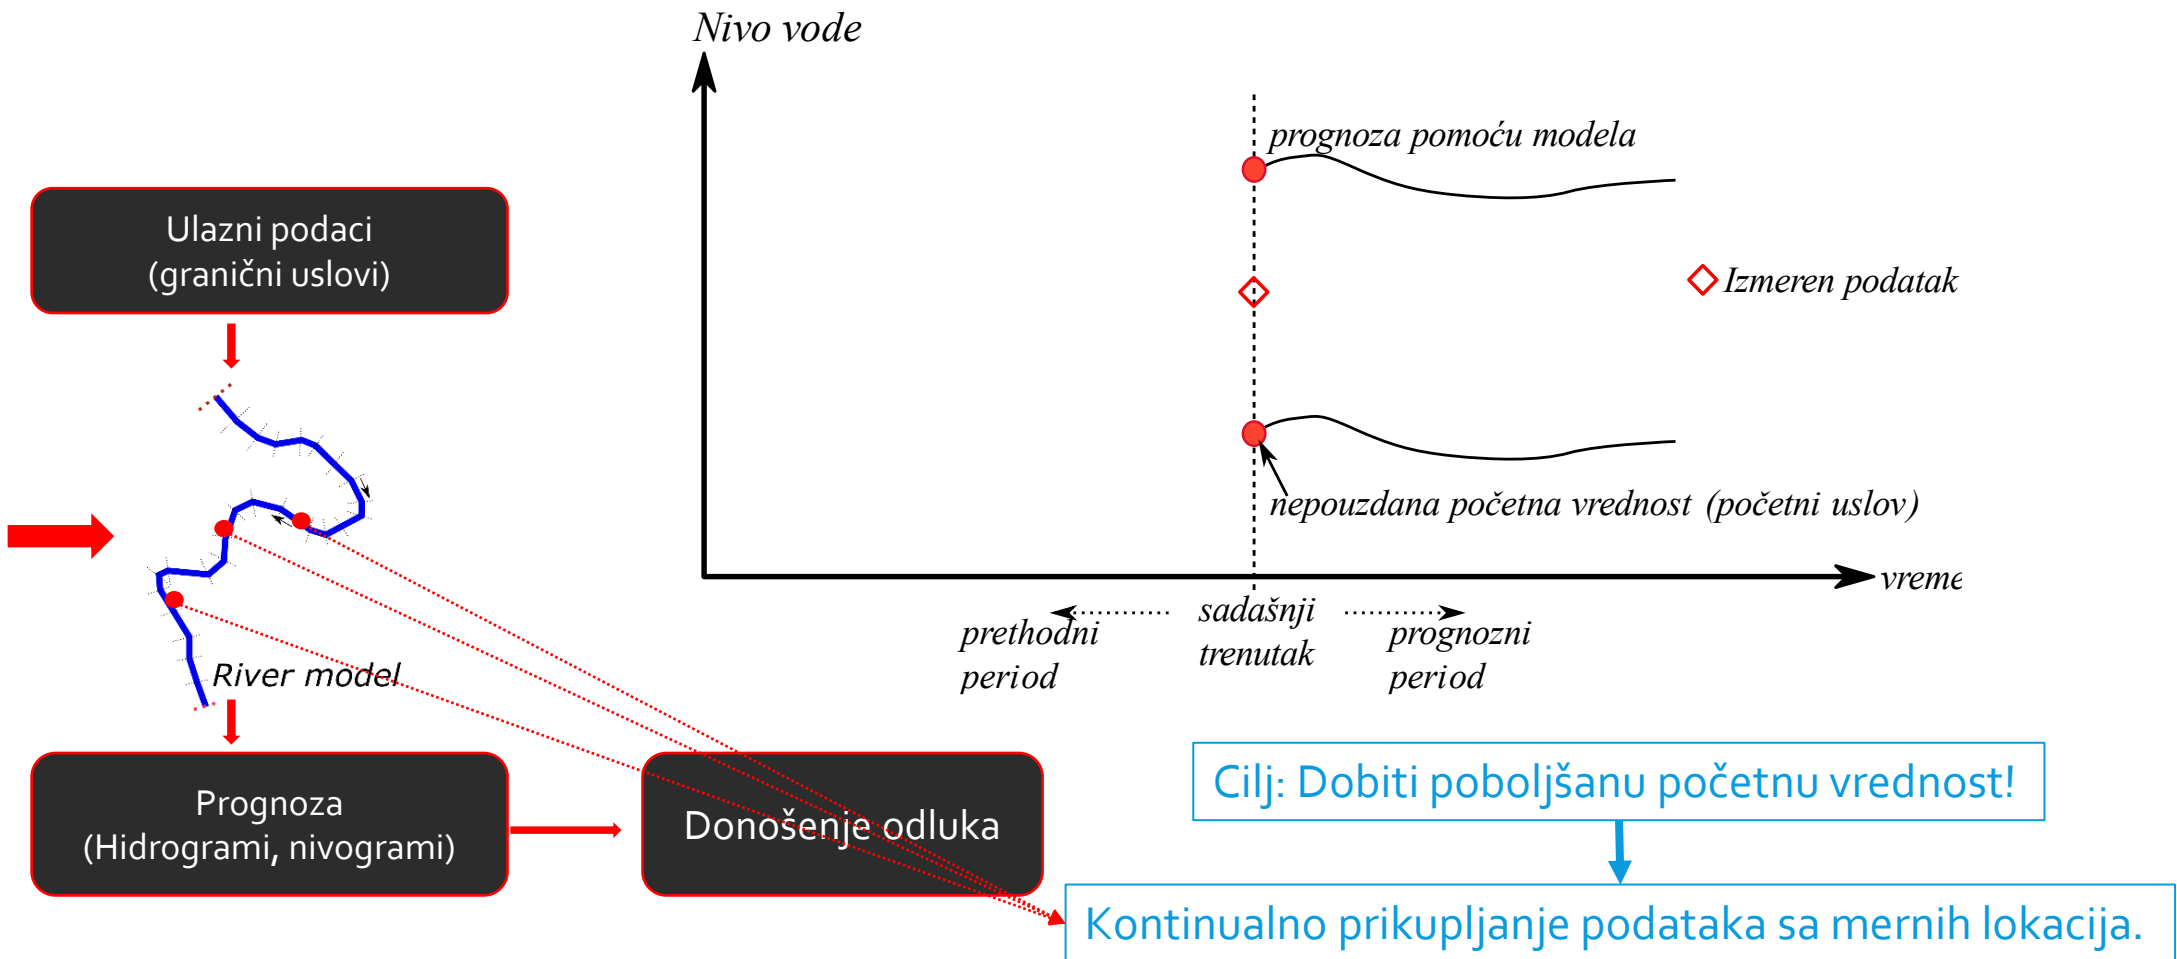 Nivo vode
prognoza pomoću modela
Ulazni podaci
(granični uslovi)
Izmeren podatak
nepouzdana početna vrednost (početni uslov)
vreme
prethodni
period
sadašnji
trenutak
prognozni
period
River model
Prognoza
(Hidrogrami, nivogrami)
Donošenje odluka
Cilj: Dobiti poboljšanu početnu vrednost!
Kontinualno prikupljanje podataka sa mernih lokacija.